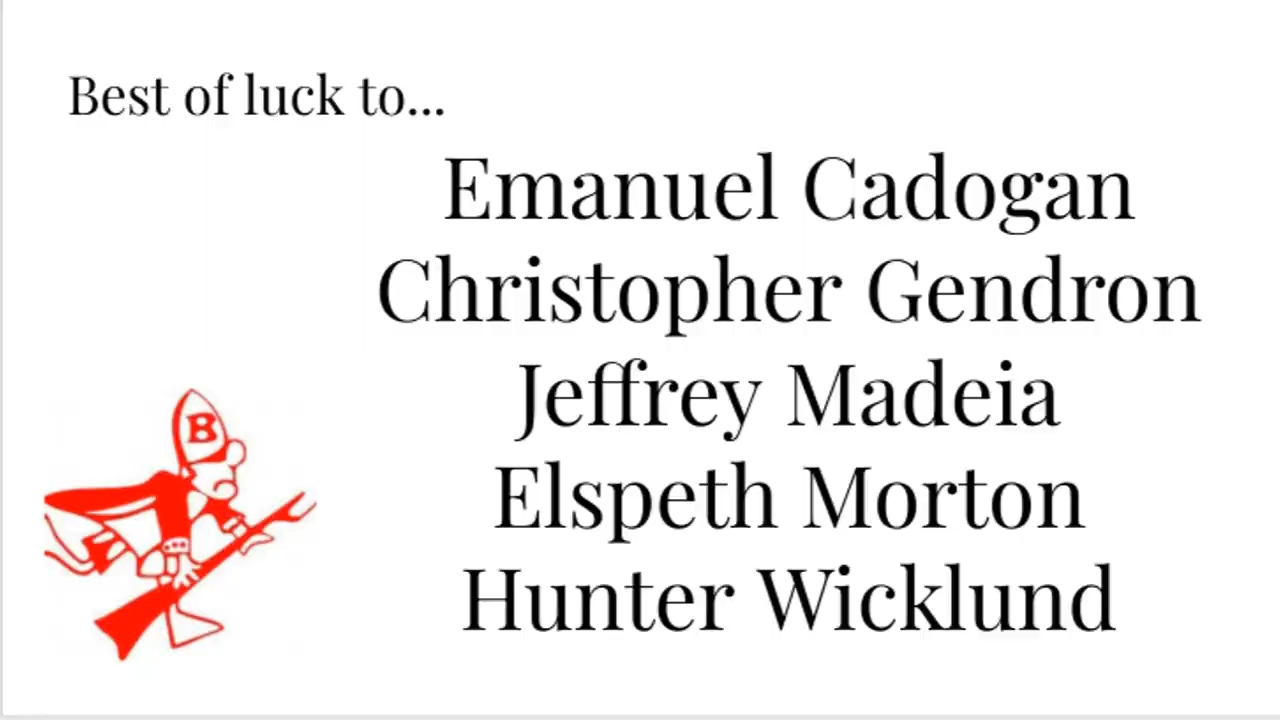 Best of luck to...
Emanuel Cadogan
Christopher Gendron
Jeffrey Madeia
Elspeth Morton
Hunter Wicklund
B